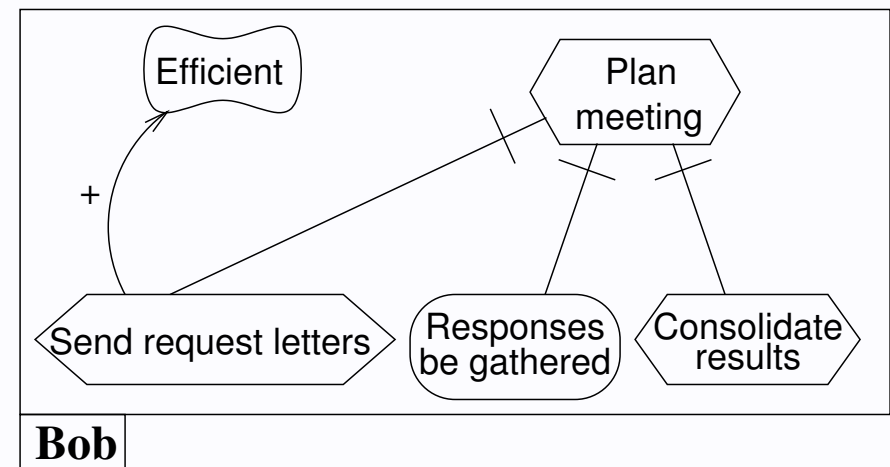 Efficient
Plan
meeting
+
Send request letters
Responses
be gathered
Consolidate
results
Bob